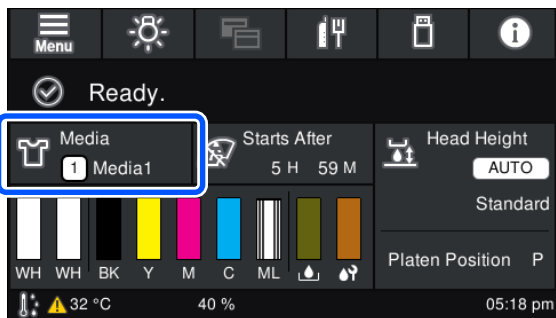 Menu
Ready.
Media
1 Media1
Starts After
5 H 59 M
Head Height
AUTO
Standard
WH WH BK Y M C ML
Platen Position P
32 °C 40 % 05:18 pm